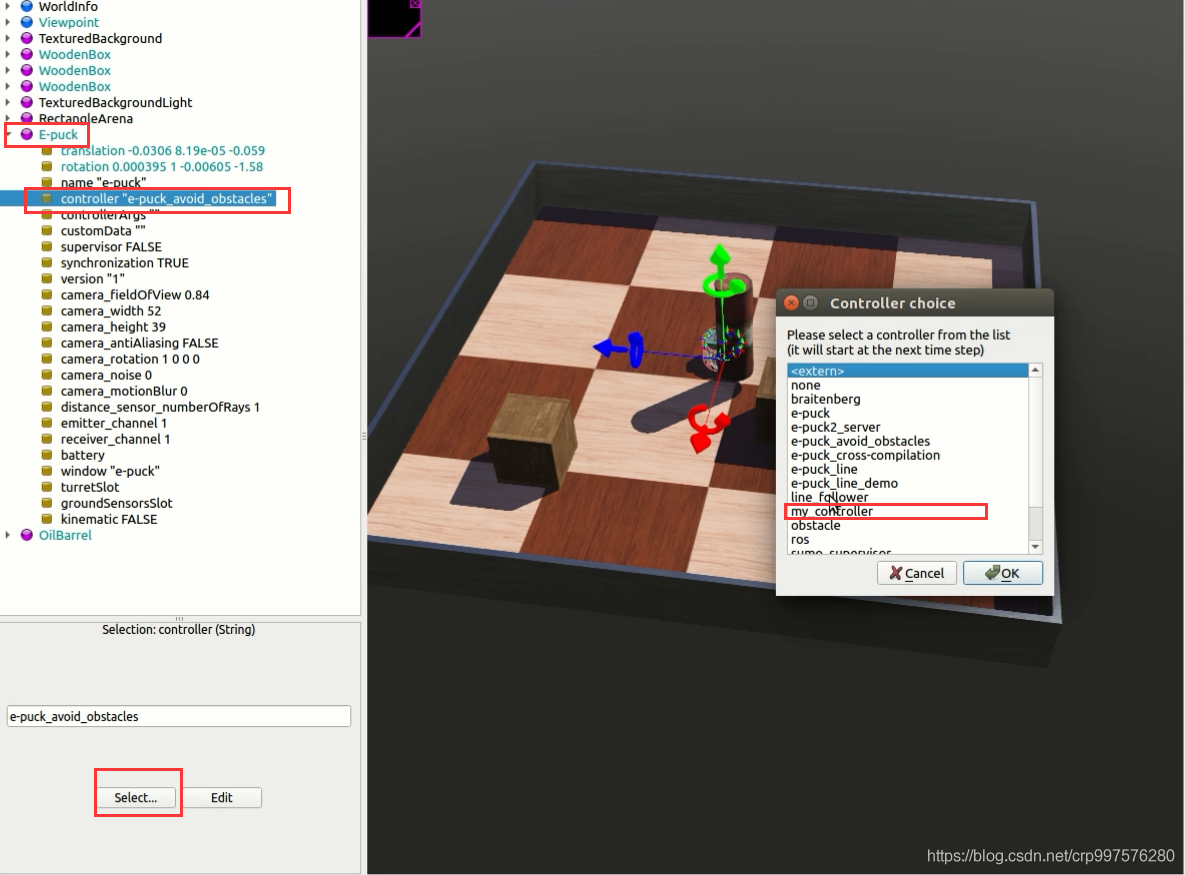 WorldInfo
Viewpoint
TexturedBackground
WoodenBox
WoodenBox
WoodenBox
TexturedBackgroundLight
RectangleArena
E-puck
translation -0.0306 8.19e-05 -0.059
rotation 0.000395 1 -0.00605 -1.58
name "e-puck"
controller "e-puck_avoid_obstacles"
controllerArgs ""
customData ""
supervisor FALSE
synchronization TRUE
version "1"
camera_fieldOfView 0.84
camera_width 52
camera_height 39
camera_antiAliasing FALSE
camera_rotation 1 0 0 0
camera_noise 0
camera_motionBlur 0
distance_sensor_numberOfRays 1
emitter_channel 1
receiver_channel 1
battery
window "e-puck"
turretSlot
groundSensorsSlot
kinematic FALSE
OilBarrel
Selection: controller (String)
e-puck_avoid_obstacles
Select...
Edit
Controller choice
Please select a controller from the list
(it will start at the next time step)
<extern>
none
braitenberg
e-puck
e-puck2_server
e-puck_avoid_obstacles
e-puck_cross-compilation
e-puck_line
e-puck_line_demo
line_follower
my_controller
obstacle
ros
sumo_supervisor
Cancel
OK
https://blog.csdn.net/crp997576280